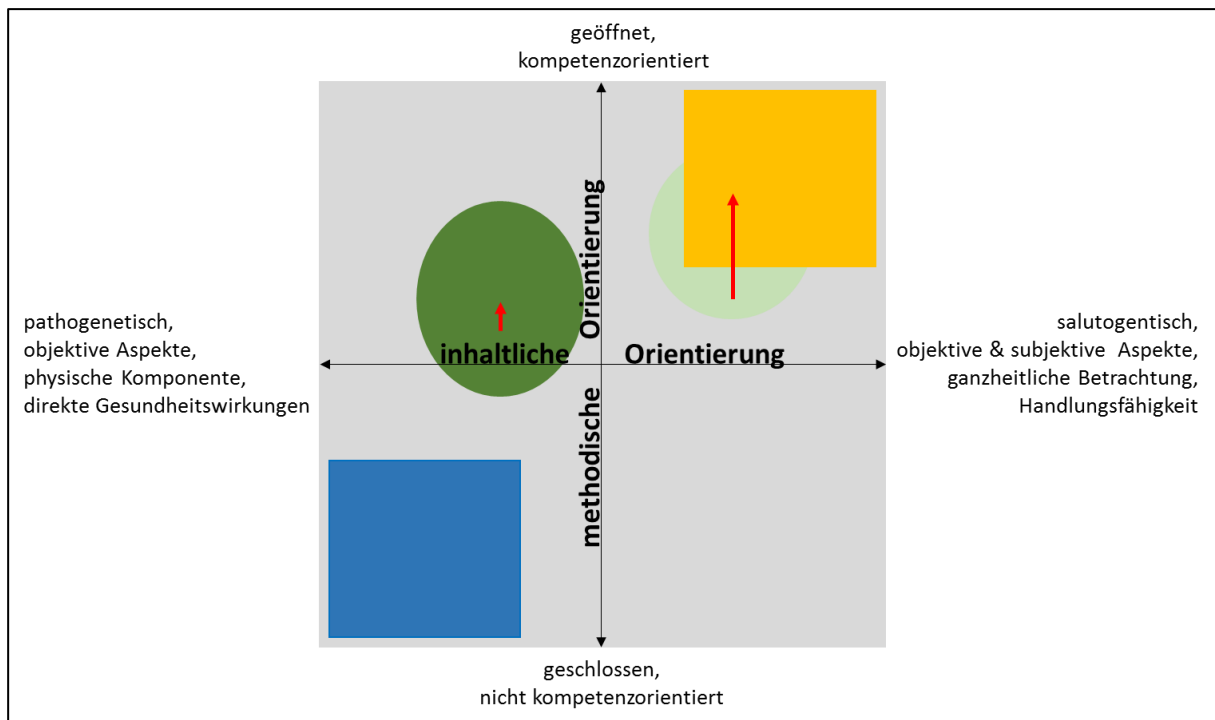 geöffnet,
kompetenzorientiert
pathogenetisch,
objektive Aspekte,
physische Komponente,
direkte Gesundheitswirkungen
inhaltliche Orientierung
methodische Orientierung
salutogentisch,
objektive & subjektive Aspekte,
ganzheitliche Betrachtung,
Handlungsfähigkeit
geschlossen,
nicht kompetenzorientiert